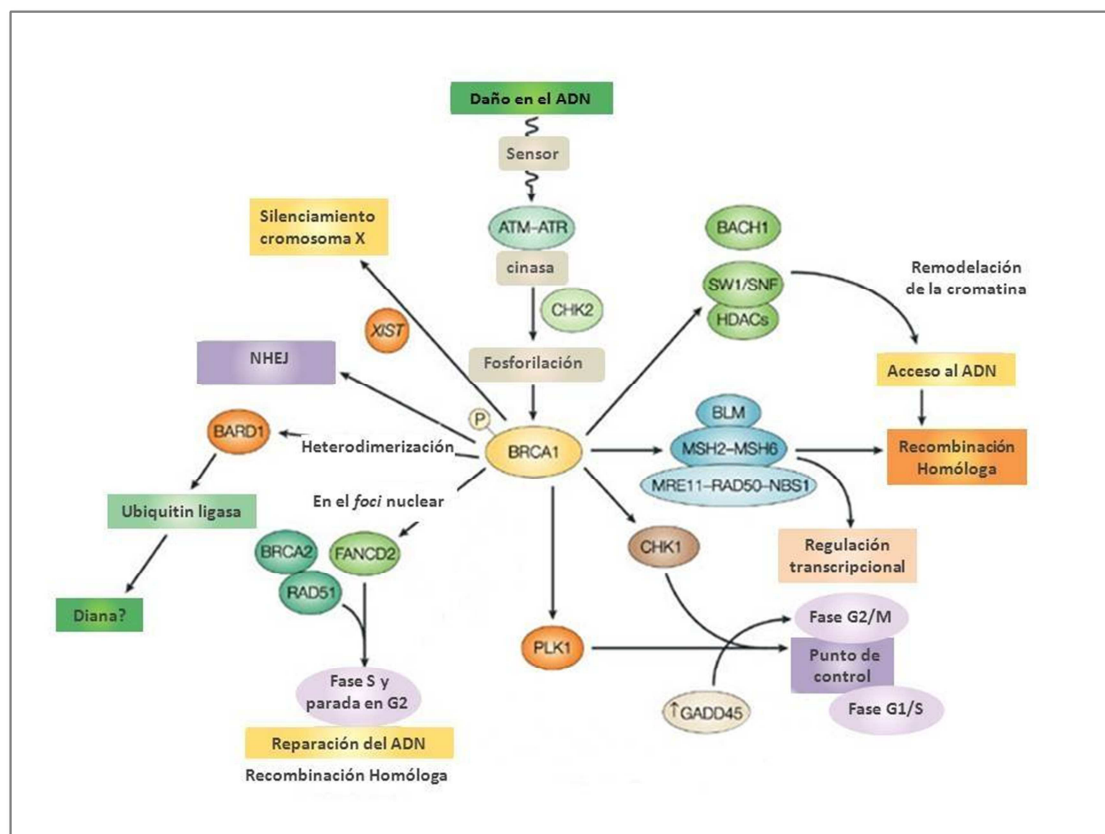 Daño en el ADN
Sensor
ATM–ATR
cinasa
CHK2
Fosforilación
P
BRCA1
Silenciamiento
cromosoma X
XIST
NHEJ
BARD1
Heterodimerización
Ubiquitin ligasa
Diana?
En el foci nuclear
BRCA2
FANCD2
RAD51
Fase S y
parada en G2
Reparación del ADN
Recombinación Homóloga
BACH1
SW1/SNF
HDACs
Remodelación
de la cromatina
Acceso al ADN
BLM
MSH2–MSH6
MRE11–RAD50–NBS1
Recombinación
Homóloga
Regulación
transcripcional
CHK1
PLK1
↑GADD45
Fase G2/M
Punto de
control
Fase G1/S